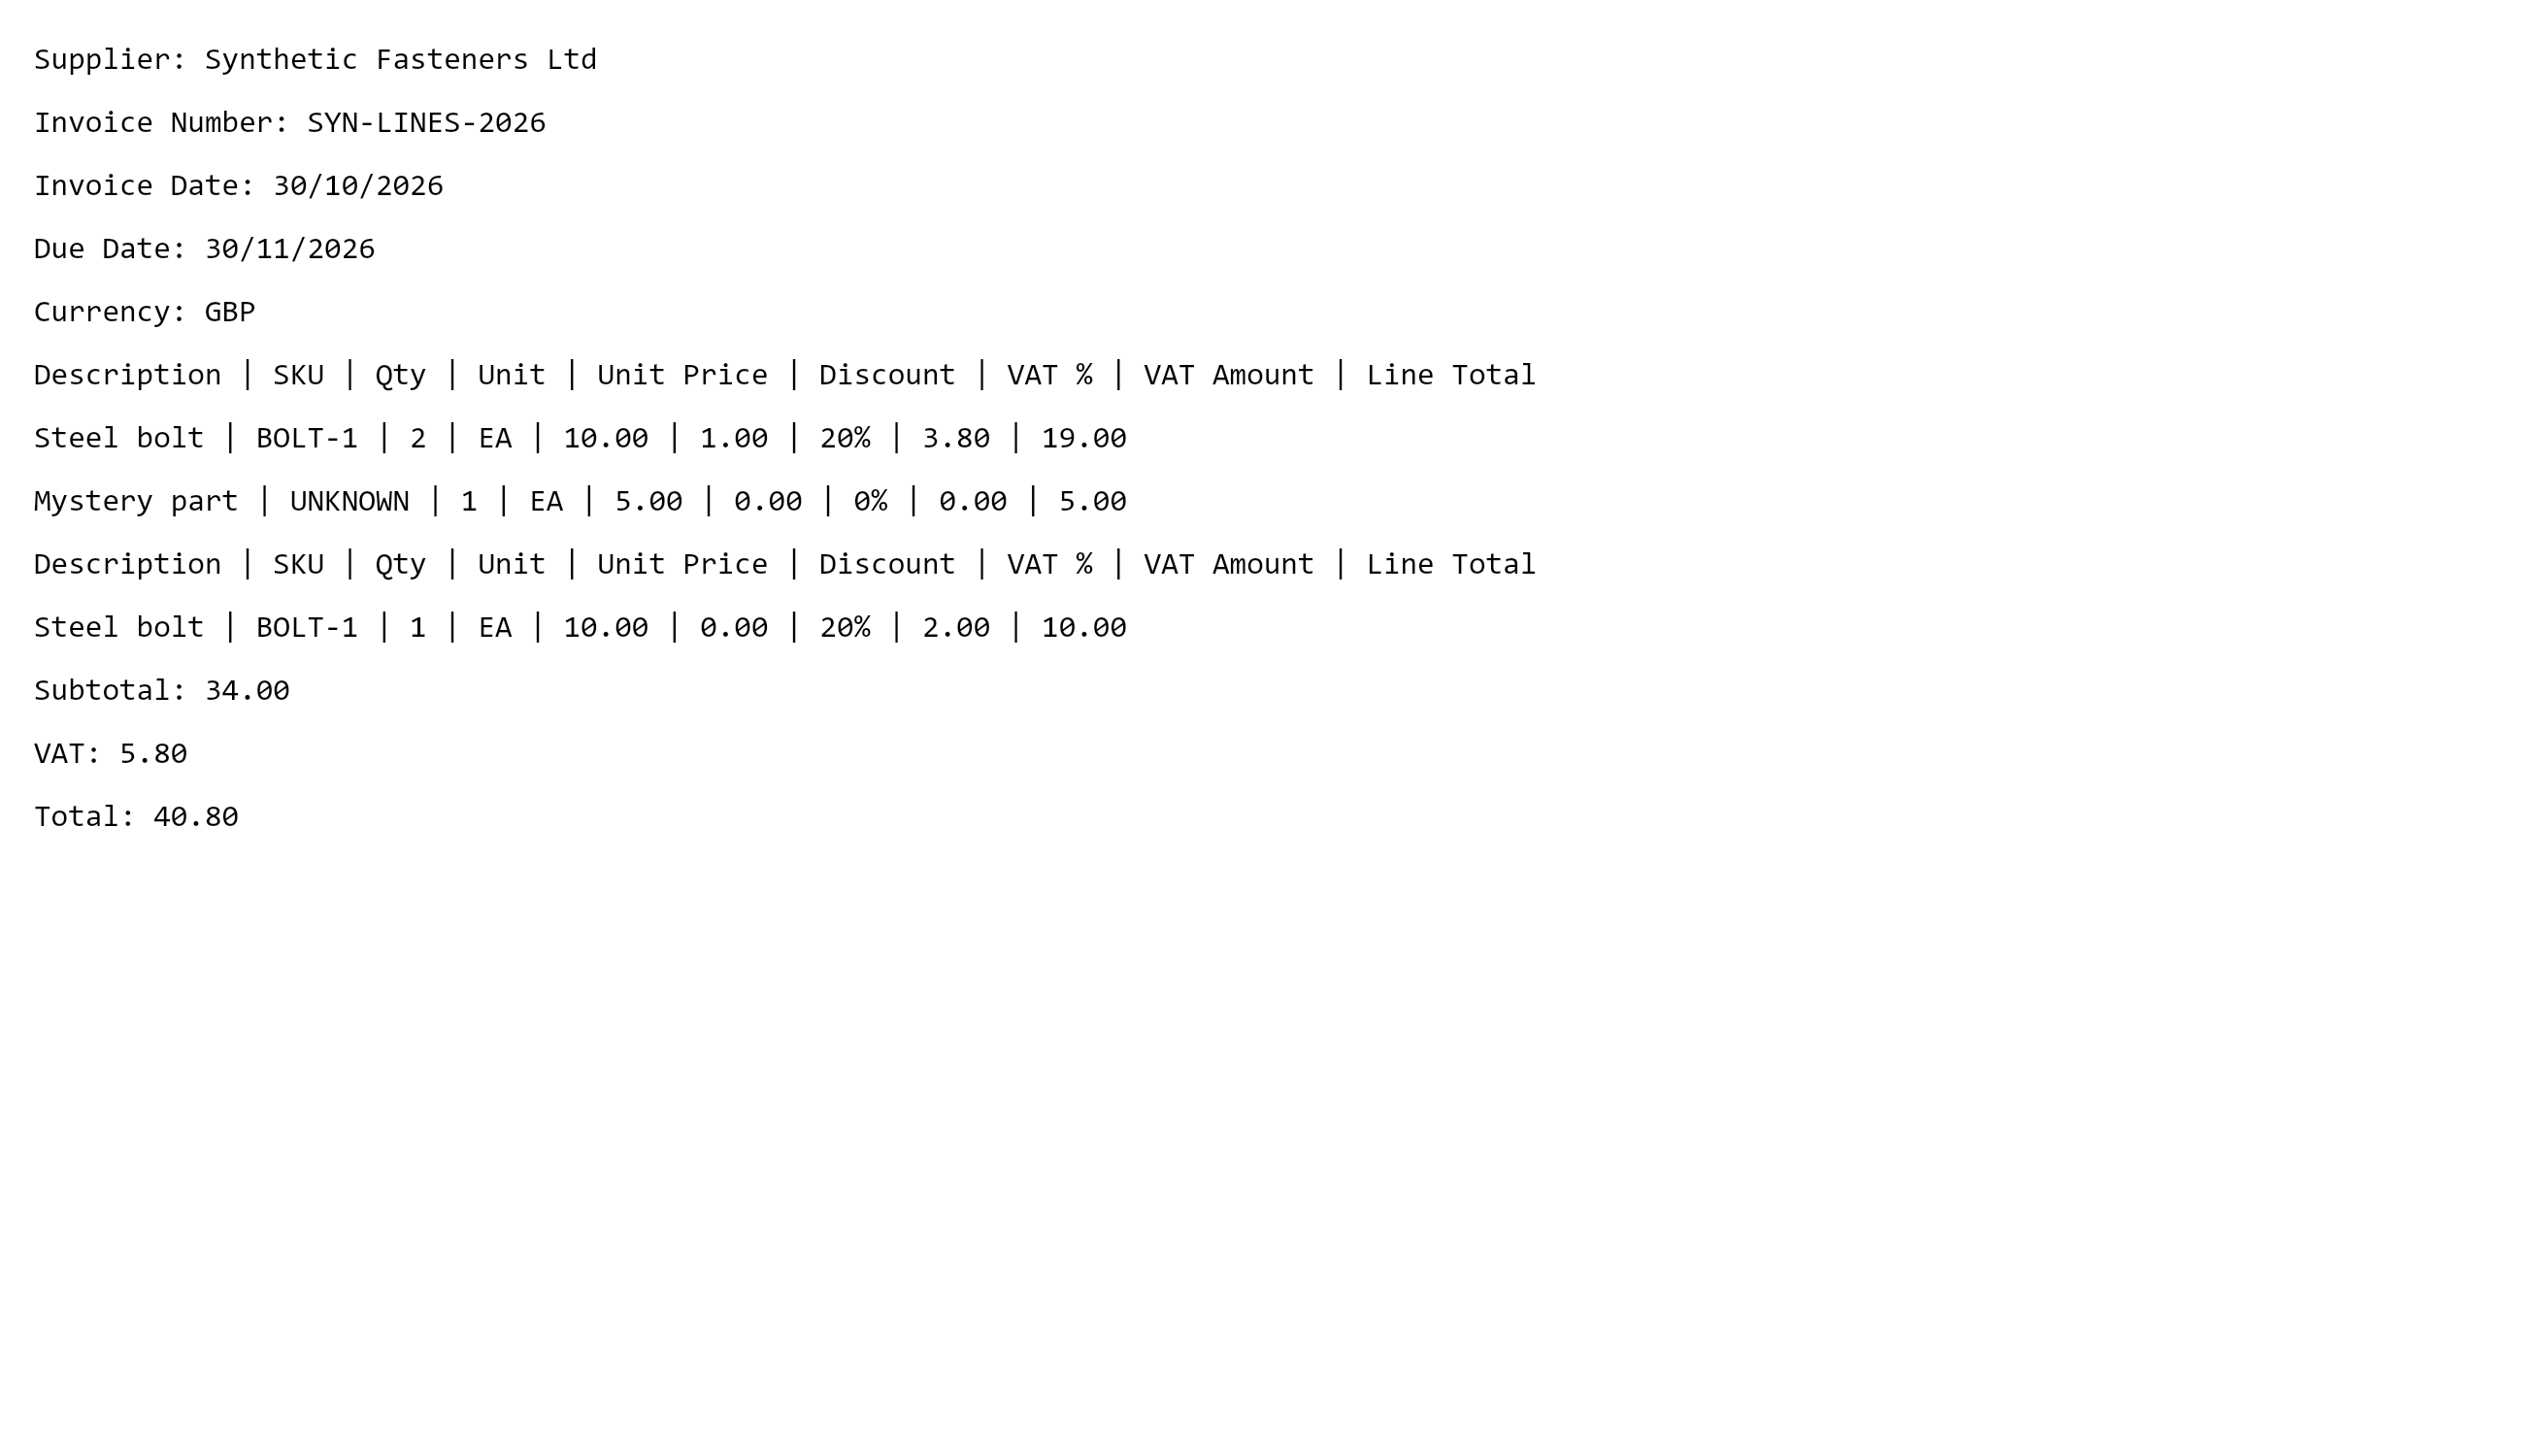 Supplier: Synthetic Fasteners Ltd
Invoice Number: SYN-LINES-2026
Invoice Date: 30/10/2026
Due Date: 30/11/2026
Currency: GBP
Description | SKU | Qty | Unit | Unit Price | Discount | VAT % | VAT Amount | Line Total
Steel bolt | BOLT-1 | 2 | EA | 10.00 | 1.00 | 20% | 3.80 | 19.00
Mystery part | UNKNOWN | 1 | EA | 5.00 | 0.00 | 0% | 0.00 | 5.00
Description | SKU | Qty | Unit | Unit Price | Discount | VAT % | VAT Amount | Line Total
Steel bolt | BOLT-1 | 1 | EA | 10.00 | 0.00 | 20% | 2.00 | 10.00
Subtotal: 34.00
VAT: 5.80
Total: 40.80